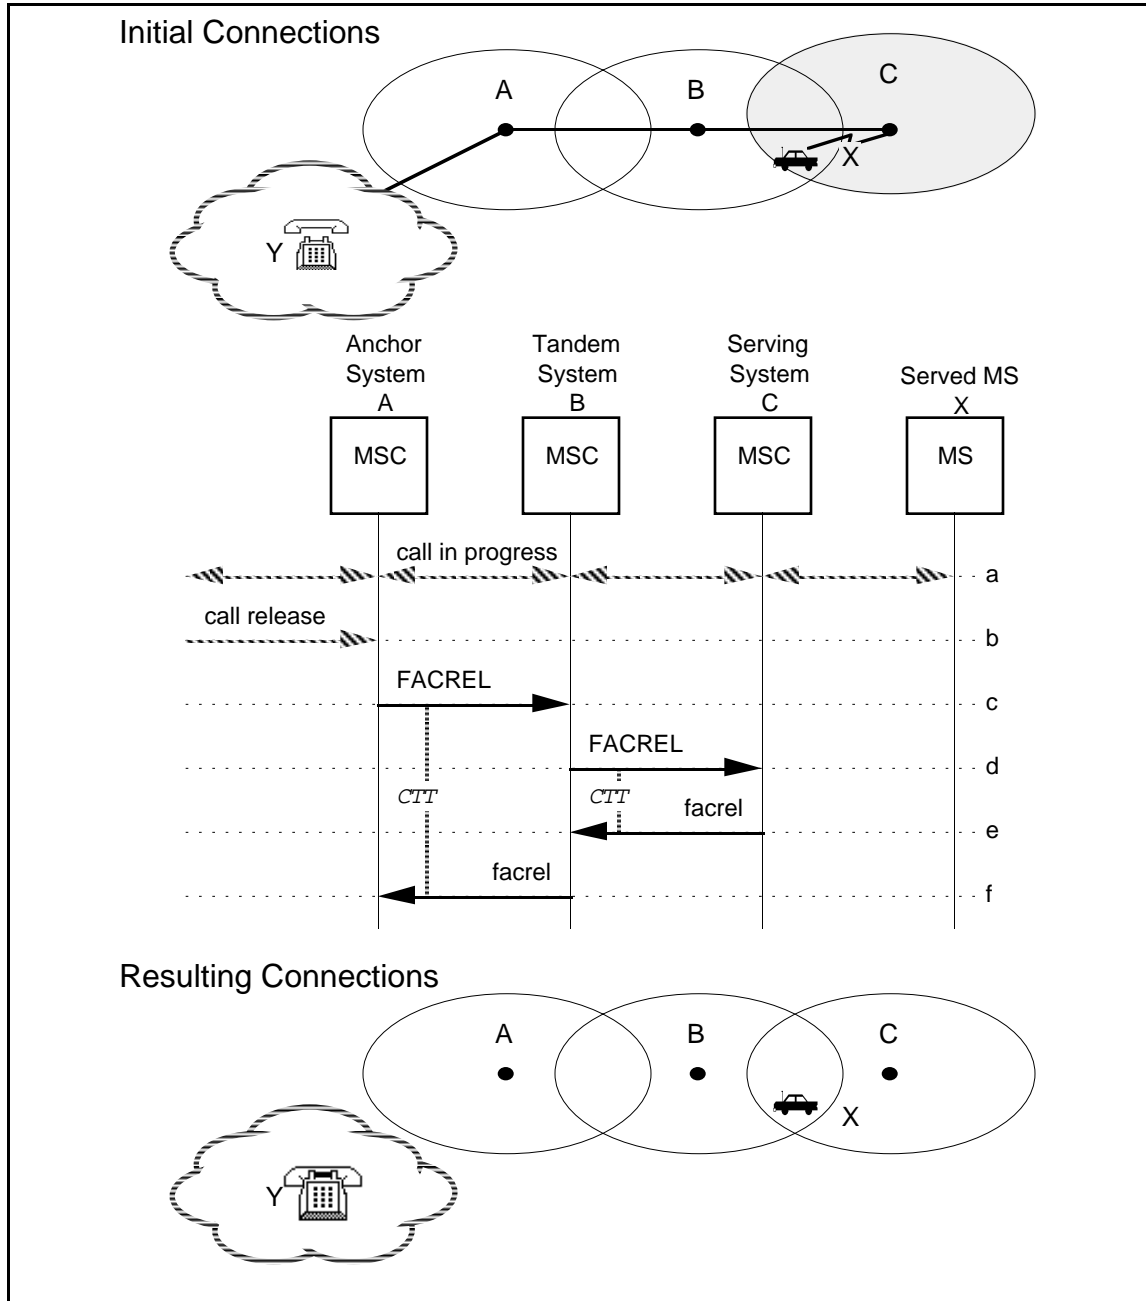 Initial Connections
A
B
C
X
Y
Anchor
System
A
Tandem
System
B
Serving
System
C
Served MS
X
MSC
MSC
MSC
MS
call in progress
a
call release
b
FACREL
c
FACREL
d
CTT
CTT
facrel
e
facrel
f
Resulting Connections
A
B
C
X
Y